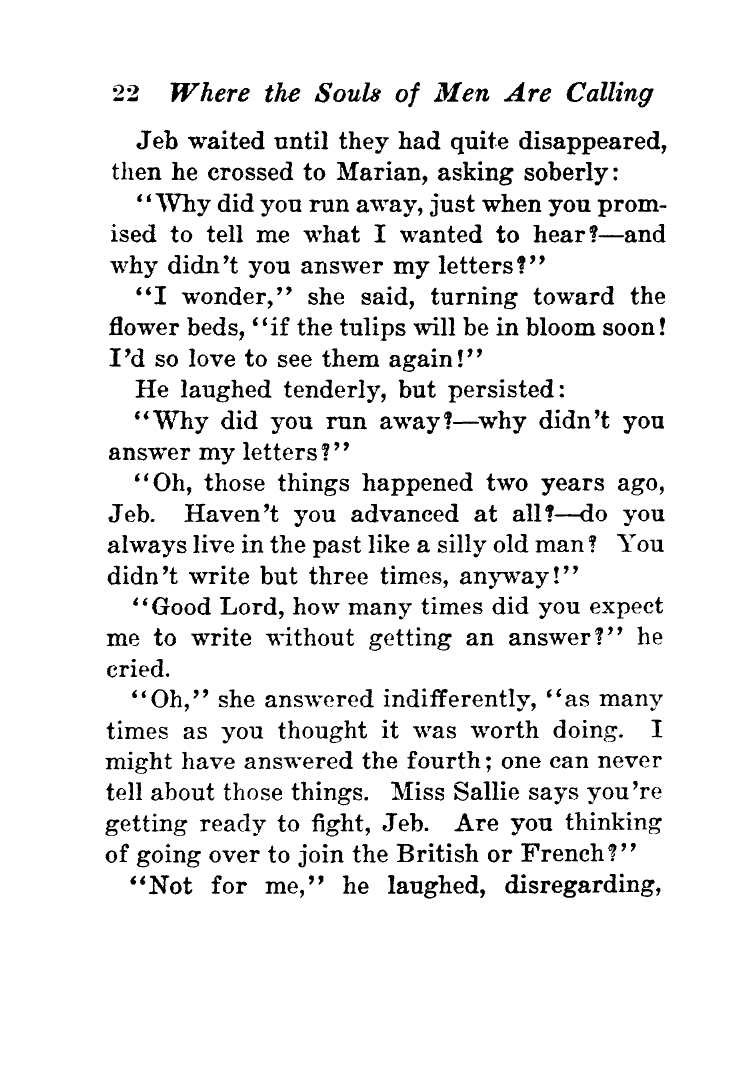 22 Where the Souls of Men Are Calling
Jeb waited until they had quite disappeared,
then he crossed to Marian, asking soberly:
"Why did you run away, just when you prom-
ised to tell me what I wanted to hear?—and
why didn't you answer my letters?"
"I wonder," she said, turning toward the
flower beds, "if the tulips will be in bloom soon!
I'd so love to see them again!"
He laughed tenderly, but persisted:
"Why did you run away?—why didn't you
answer my letters?"
"Oh, those things happened two years ago,
Jeb. Haven't you advanced at all?—do you
always live in the past like a silly old man? You
didn't write but three times, anyway!"
"Good Lord, how many times did you expect
me to write without getting an answer?" he
cried.
"Oh," she answered indifferently, "as many
times as you thought it was worth doing. I
might have answered the fourth; one can never
tell about those things. Miss Sallie says you're
getting ready to fight, Jeb. Are you thinking
of going over to join the British or French?"
"Not for me," he laughed, disregarding,